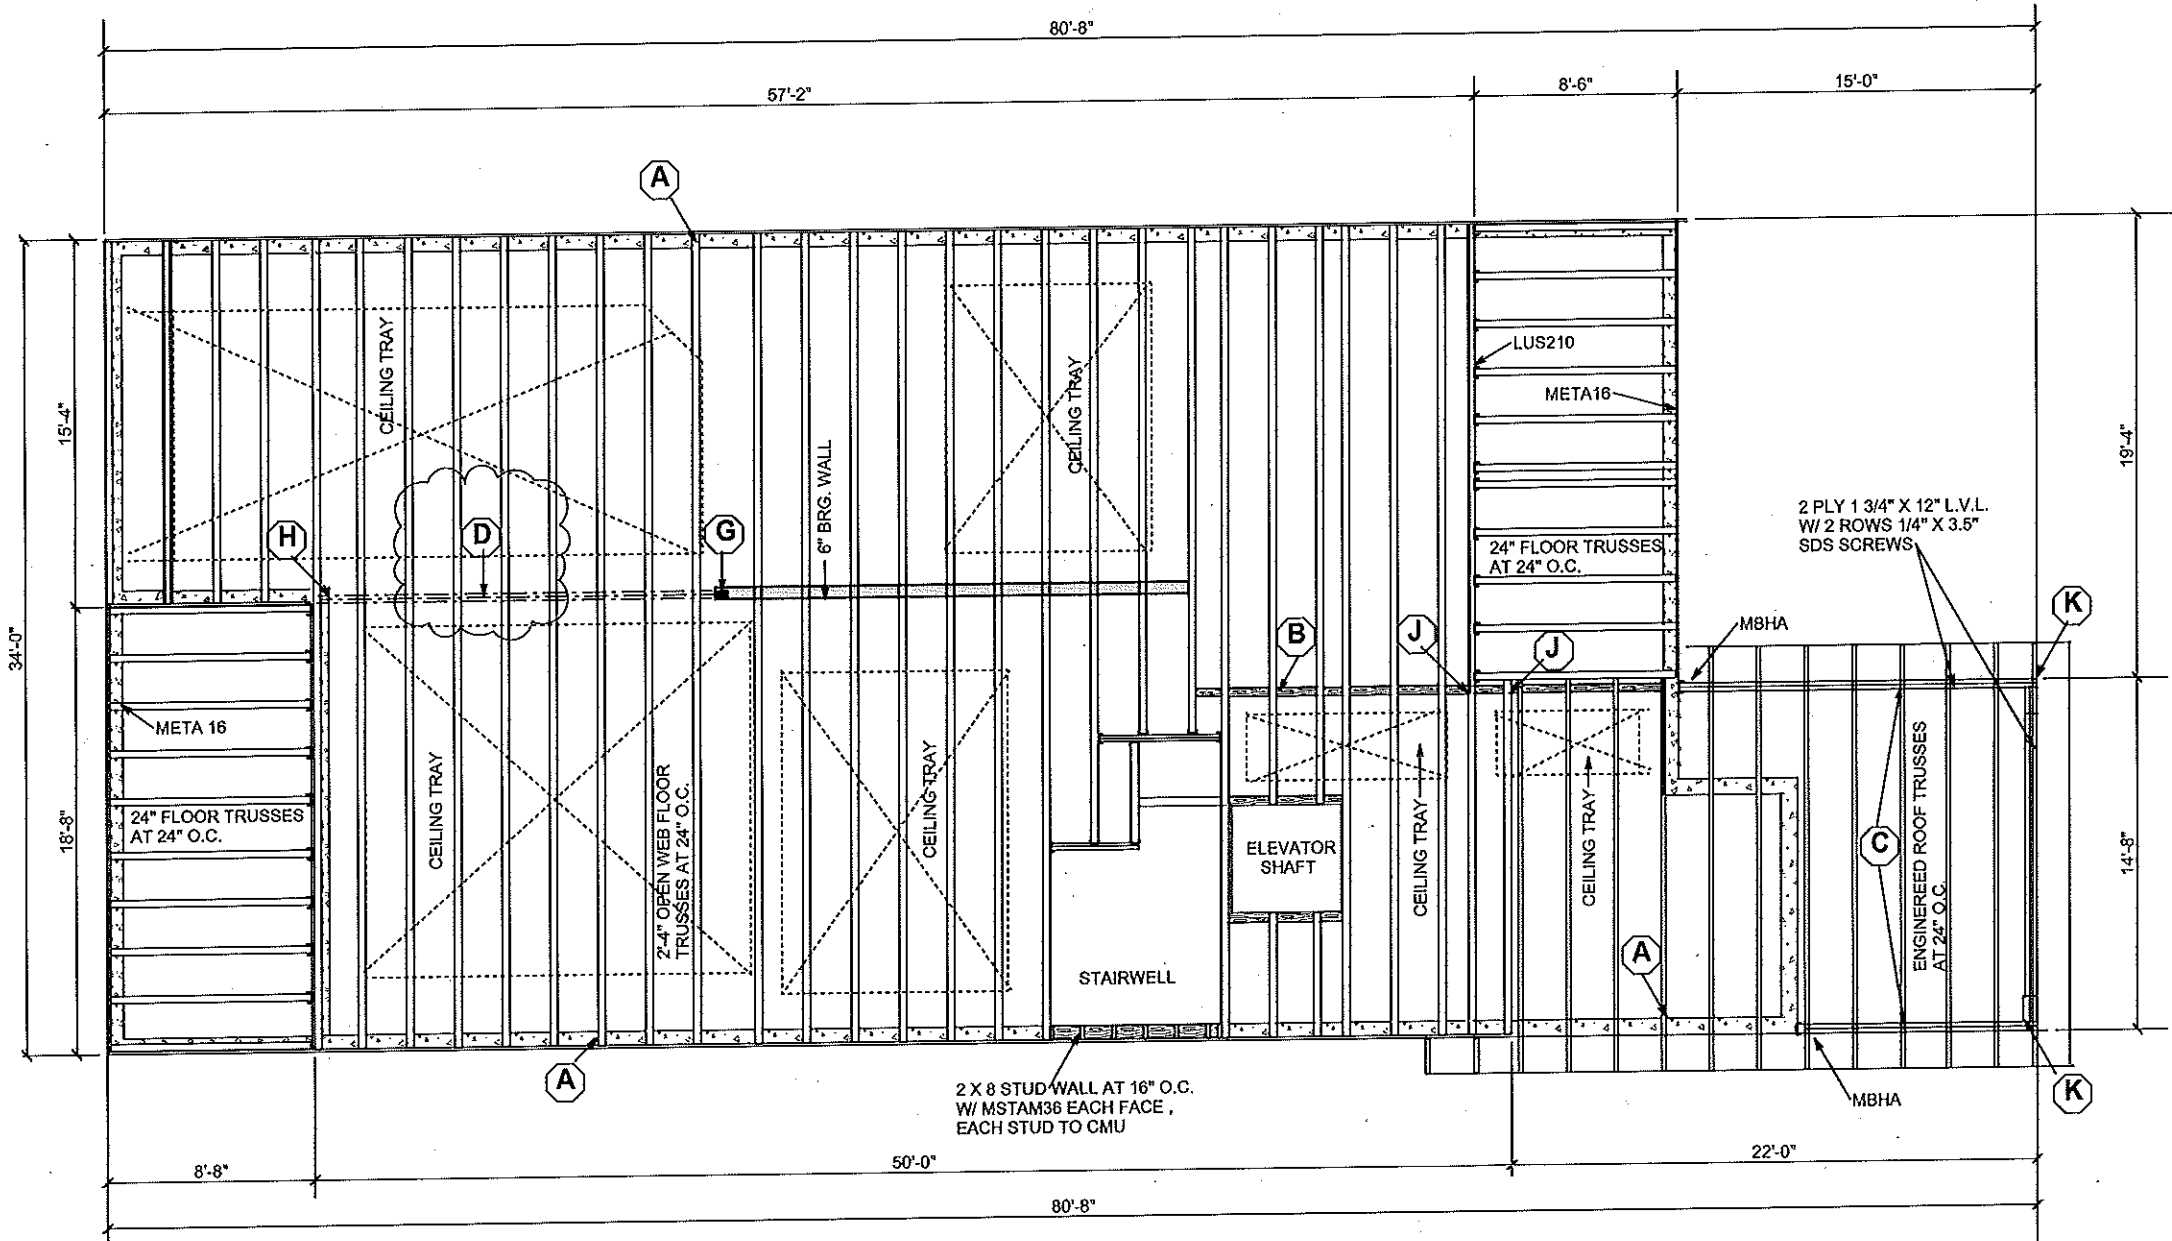 80'-8"
57'-2"
8'-6"
15'-0"
A
CEILING TRAY
CEILING TRAY
LUS210
META16
15'-4"
34'-0"
19'-4"
H
D
G
6" BRG. WALL
24" FLOOR TRUSSES
AT 24" O.C.
2 PLY 1 3/4" X 12" L.V.L.
W/ 2 ROWS 1/4" X 3.5"
SDS SCREWS
K
MBHA
B
J
J
META 16
18'-8"
24" FLOOR TRUSSES
AT 24" O.C.
CEILING TRAY
2'-4" OPEN WEB FLOOR
TRUSSES AT 24" O.C.
CEILING TRAY
ELEVATOR
SHAFT
CEILING TRAY
CEILING TRAY
C
ENGINEREED ROOF TRUSSES
AT 24" O.C.
14'-8"
STAIRWELL
A
A
2 X 8 STUD WALL AT 16" O.C.
W/ MSTAM36 EACH FACE ,
EACH STUD TO CMU
MBHA
K
8'-8"
50'-0"
22'-0"
80'-8"